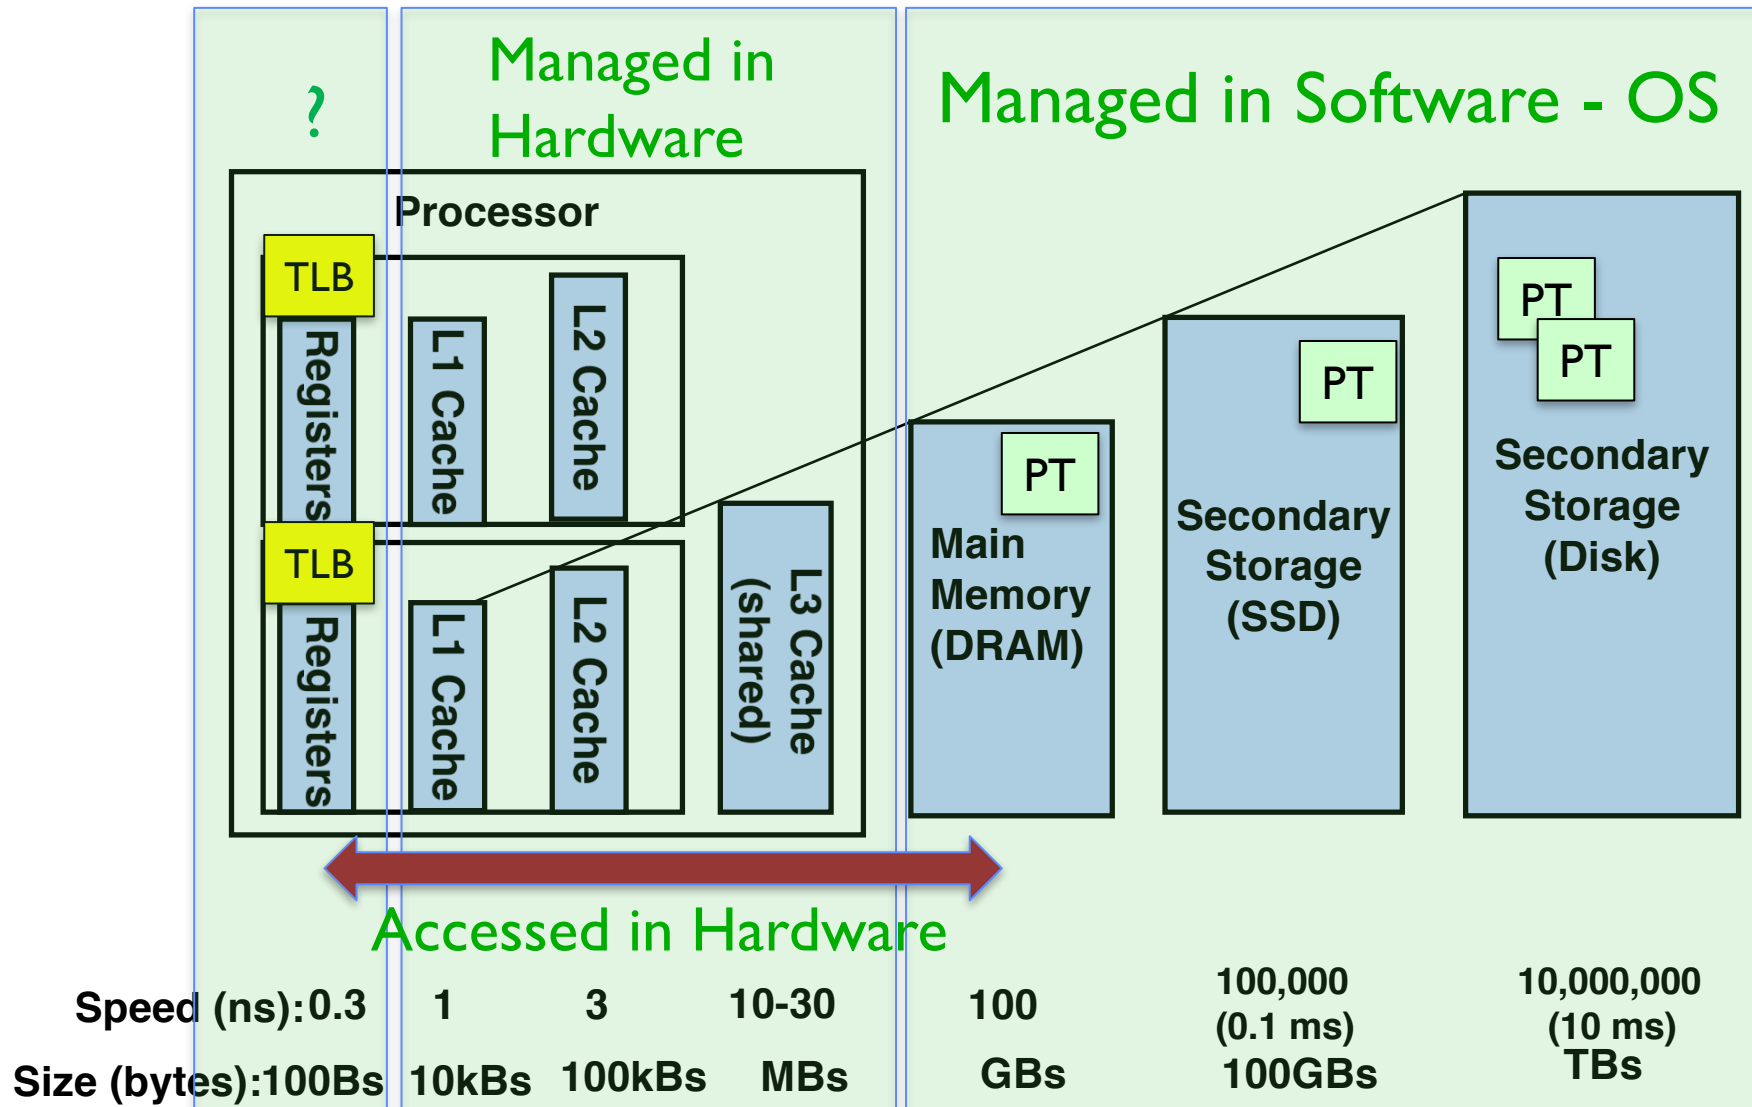 ?
Managed in
Hardware
Managed in Software - OS
Processor
TLB
Registers
L1 Cache
L2 Cache
TLB
Registers
L1 Cache
L2 Cache
L3 Cache
(shared)
PT
Main
Memory
(DRAM)
PT
Secondary
Storage
(SSD)
PT
PT
Secondary
Storage
(Disk)
Accessed in Hardware
Speed (ns): 0.3 1 3 10-30 100 100,000 (0.1 ms) 10,000,000 (10 ms)
Size (bytes): 100Bs 10kBs 100kBs MBs GBs 100GBs TBs